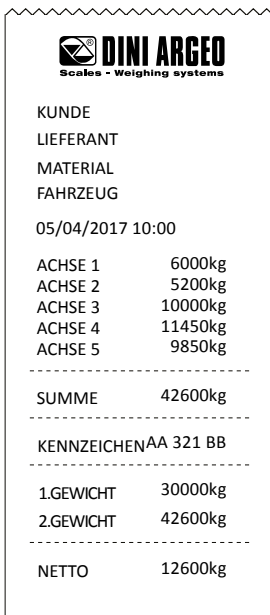 DINI ARGEO
Scales - Weighing systems
KUNDE
LIEFERANT
MATERIAL
FAHRZEUG
05/04/2017 10:00
ACHSE 1 6000kg
ACHSE 2 5200kg
ACHSE 3 10000kg
ACHSE 4 11450kg
ACHSE 5 9850kg
SUMME 42600kg
KENNZEICHEN AA 321 BB
1.GEWICHT 30000kg
2.GEWICHT 42600kg
NETTO 12600kg